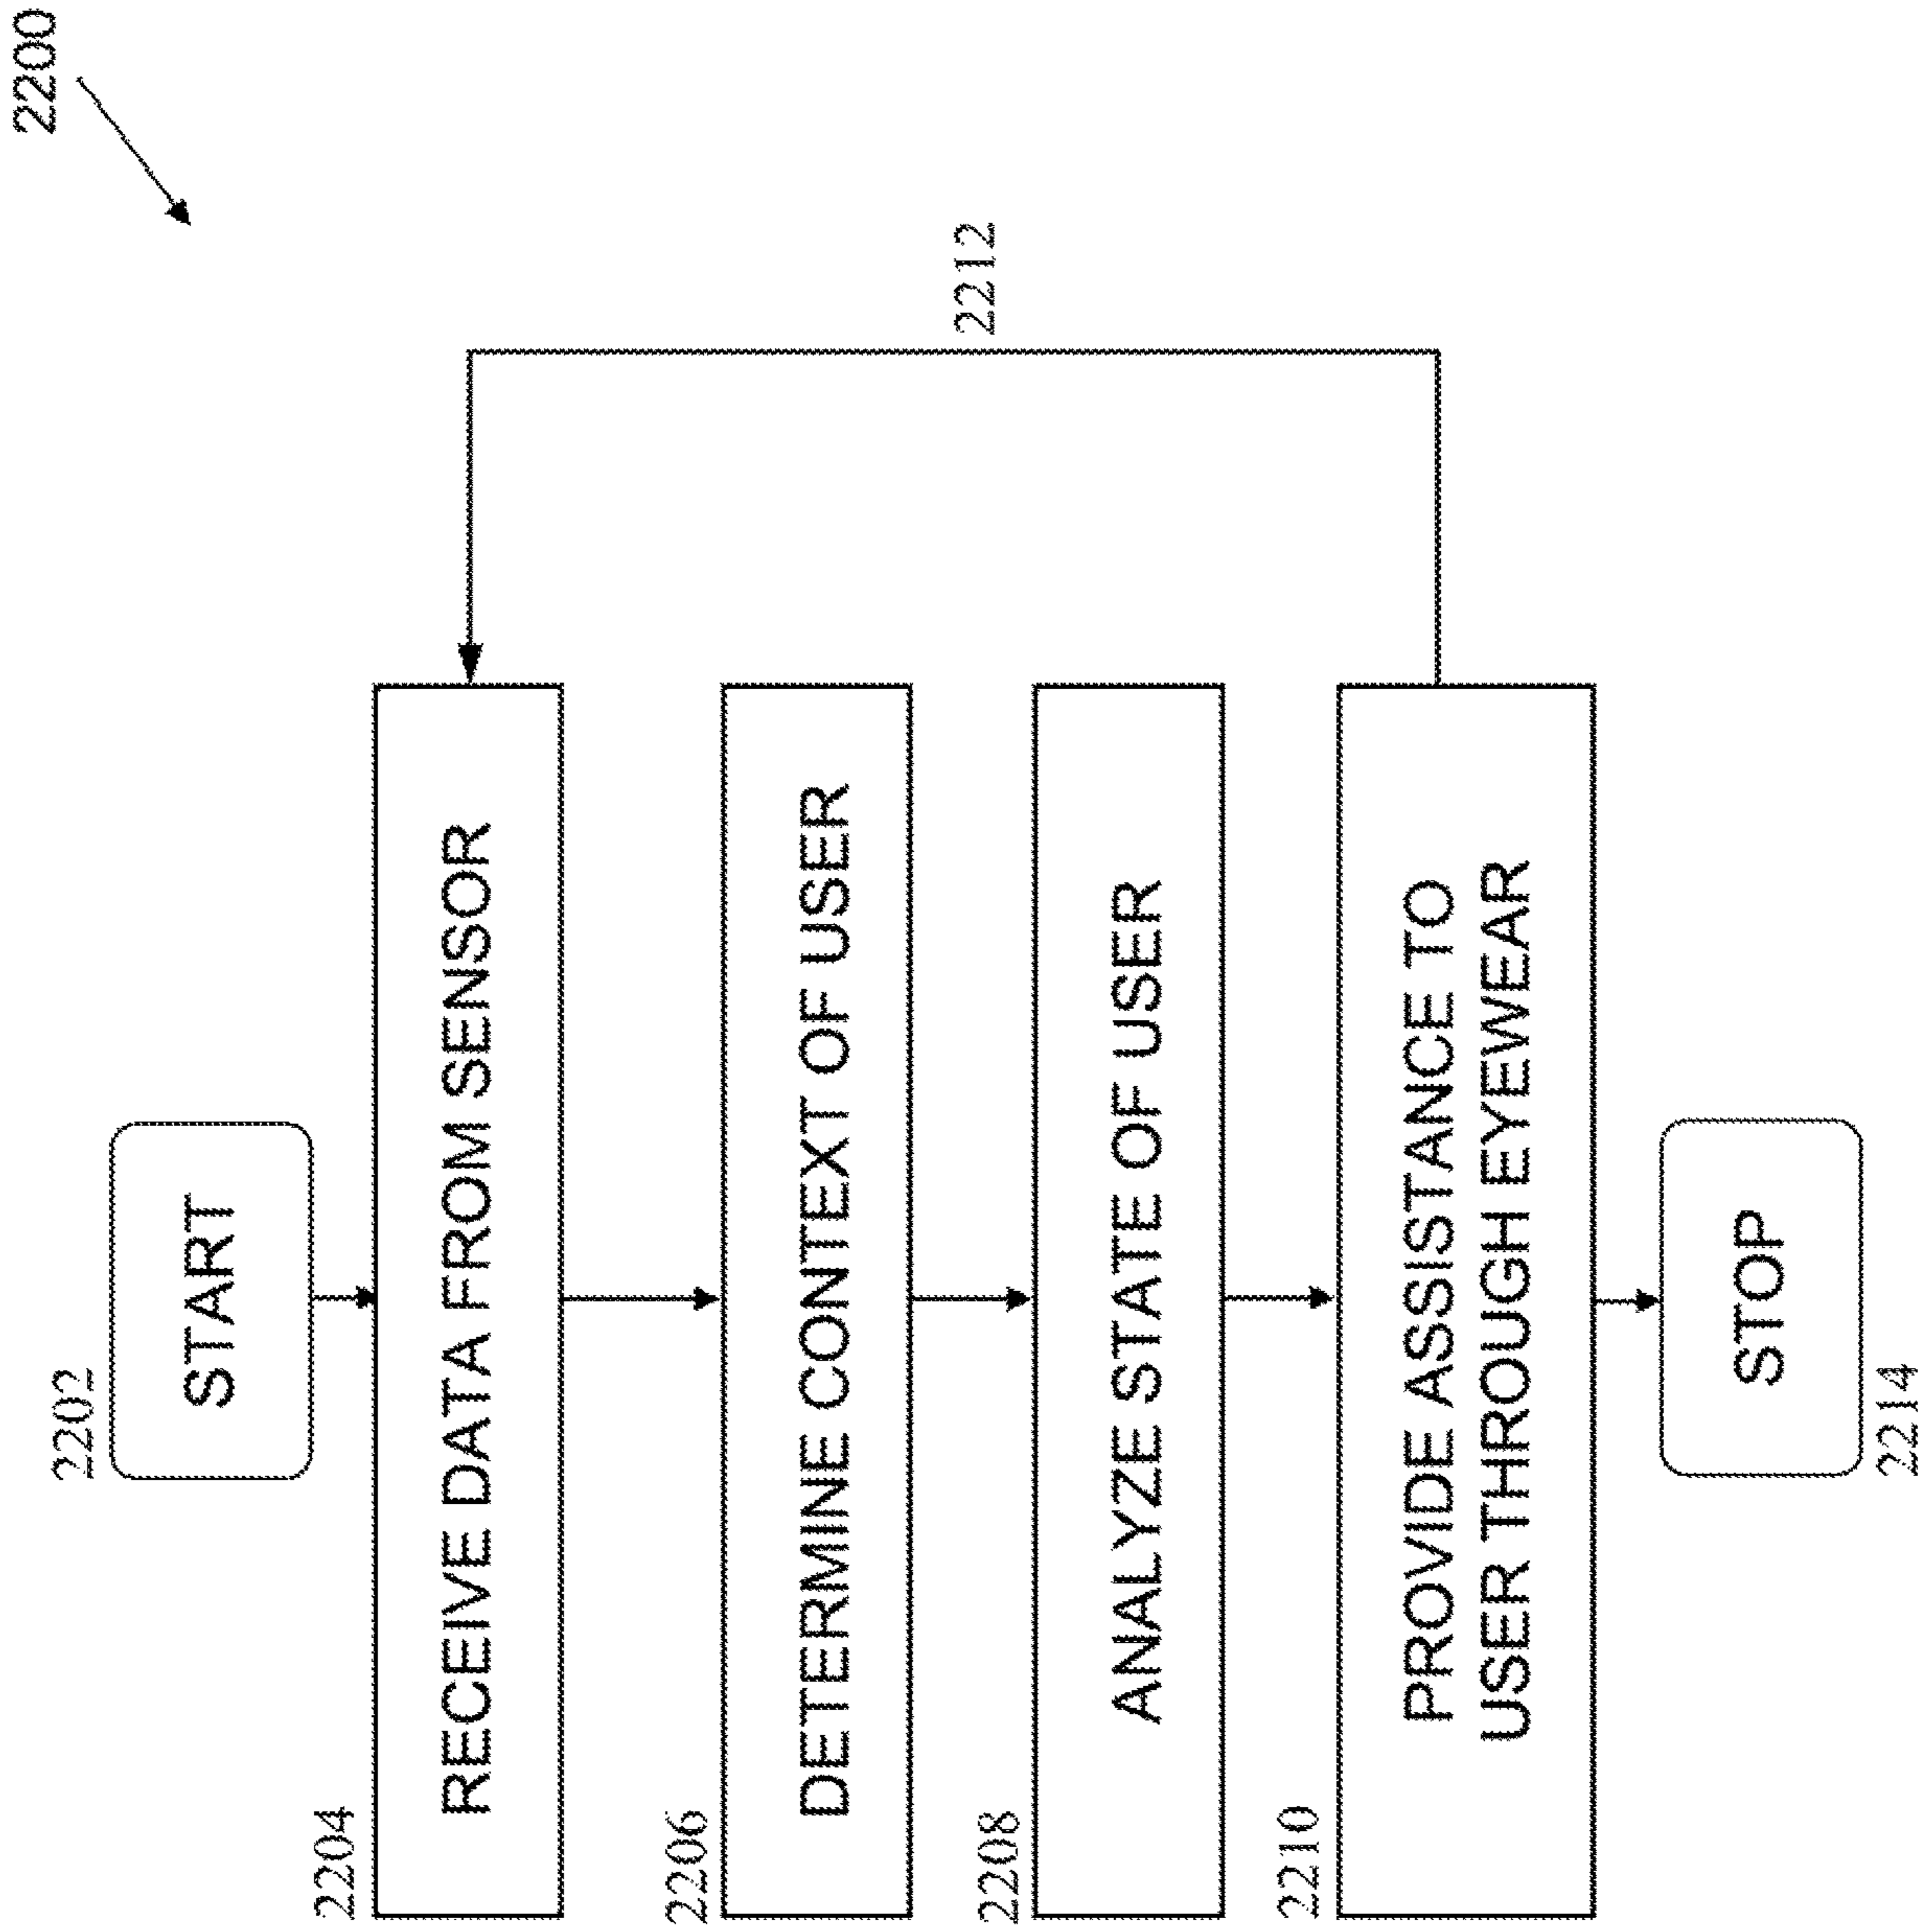 2200
2202
START
2204
RECEIVE DATA FROM SENSOR
2212
2206
DETERMINE CONTEXT OF USER
2208
ANALYZE STATE OF USER
2210
PROVIDE ASSISTANCE TO
USER THROUGH EYEWEAR
STOP
2214